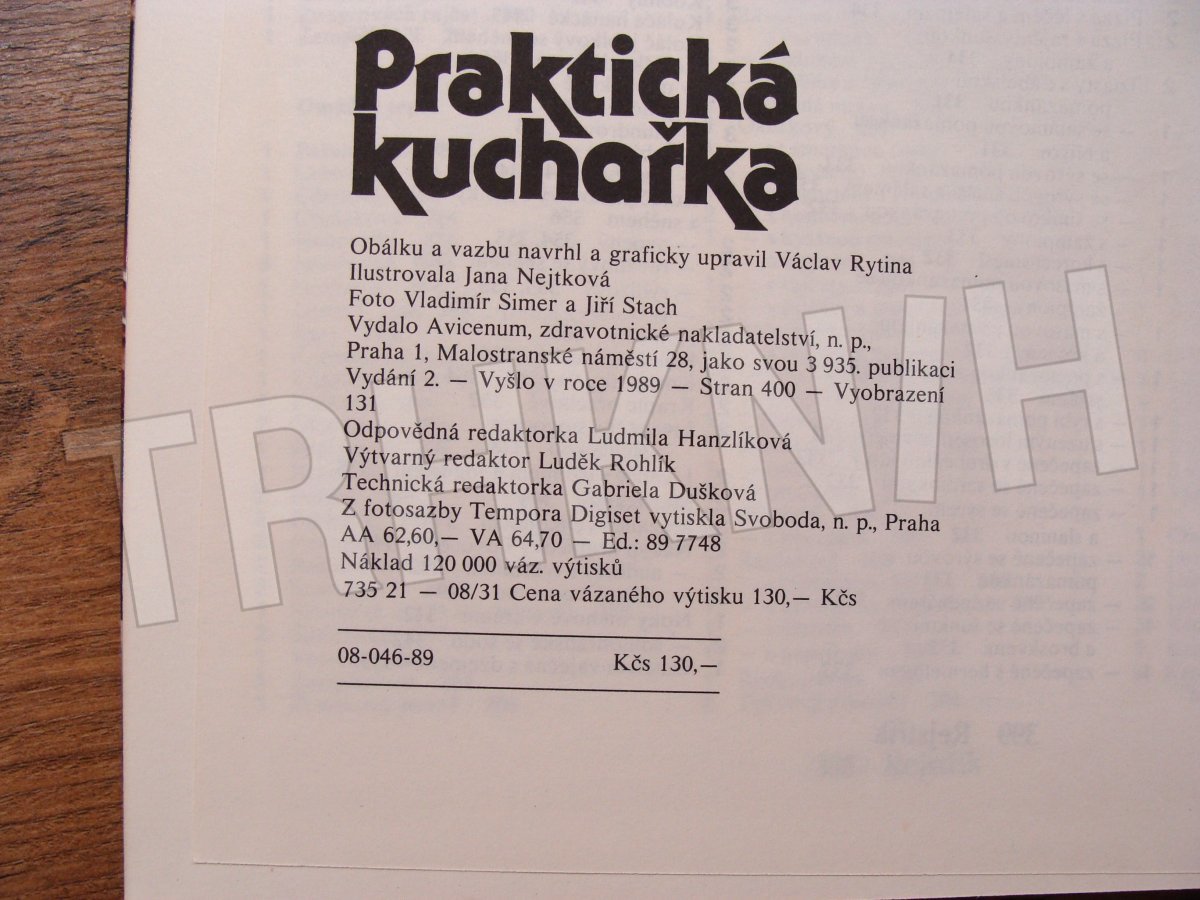 Praktická
kuchařka
Obálku a vazbu navrhl a graficky upravil Václav Rytina
Ilustrovala Jana Nejtková
Foto Vladimír Simer a Jiří Stach
Vydalo Avicenum, zdravotnické nakladatelství, n. p.,
Praha 1, Malostranské náměstí 28, jako svou 3 935. publikaci
Vydání 2. — Vyšlo v roce 1989 — Stran 400 — Vyobrazení
131
Odpovědná redaktorka Ludmila Hanzlíková
Výtvarný redaktor Luděk Rohlík
Technická redaktorka Gabriela Dušková
Z fotosazby Tempora Digiset vytiskla Svoboda, n. p., Praha
AA 62,60,— VA 64,70 — Ed.: 89 7748
Náklad 120 000 váz. výtisků
735 21 — 08/31 Cena vázaného výtisku 130,— Kčs
08-046-89 Kčs 130,—
TRHKNIH